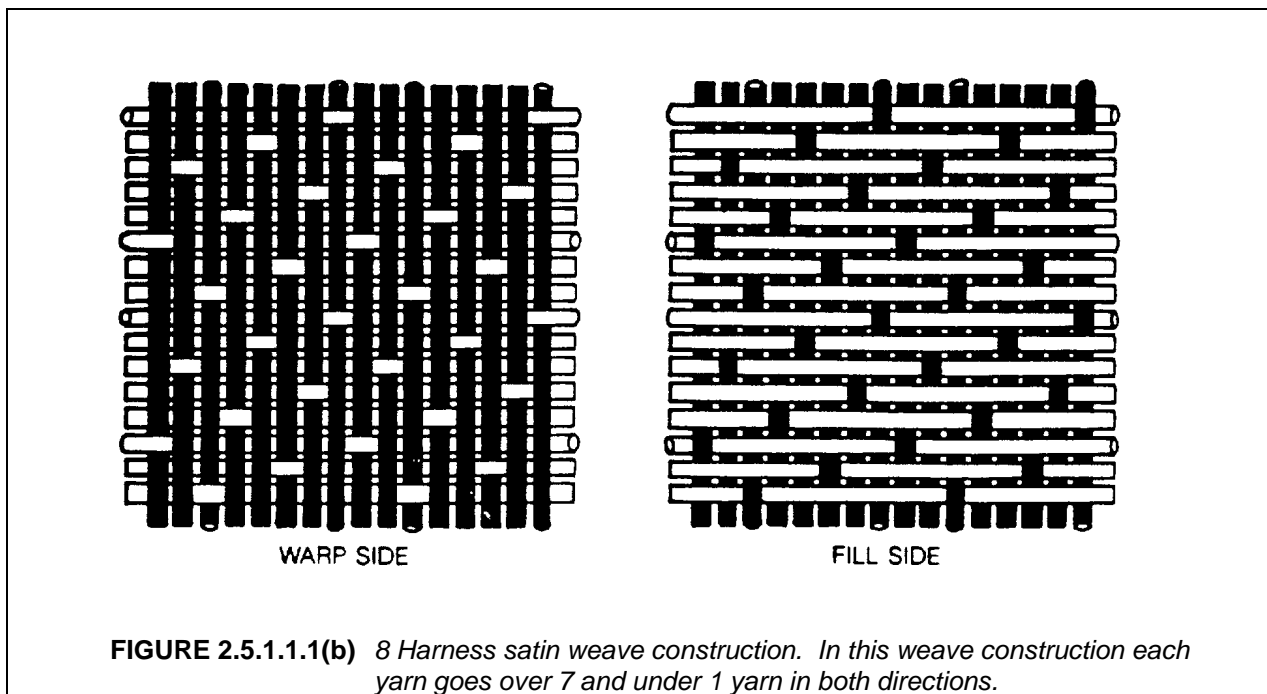 WARP SIDE
FILL SIDE
FIGURE 2.5.1.1.1(b) 8 Harness satin weave construction. In this weave construction each
yarn goes over 7 and under 1 yarn in both directions.